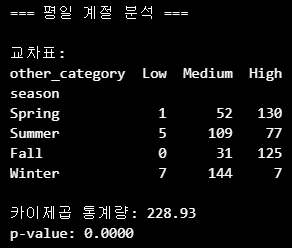 === 평일 계절 분석 ===
교차표:
other_category Low Medium High
season
Spring 1 52 130
Summer 5 109 77
Fall 0 31 125
Winter 7 144 7
카이제곱 통계량: 228.93
p-value: 0.0000